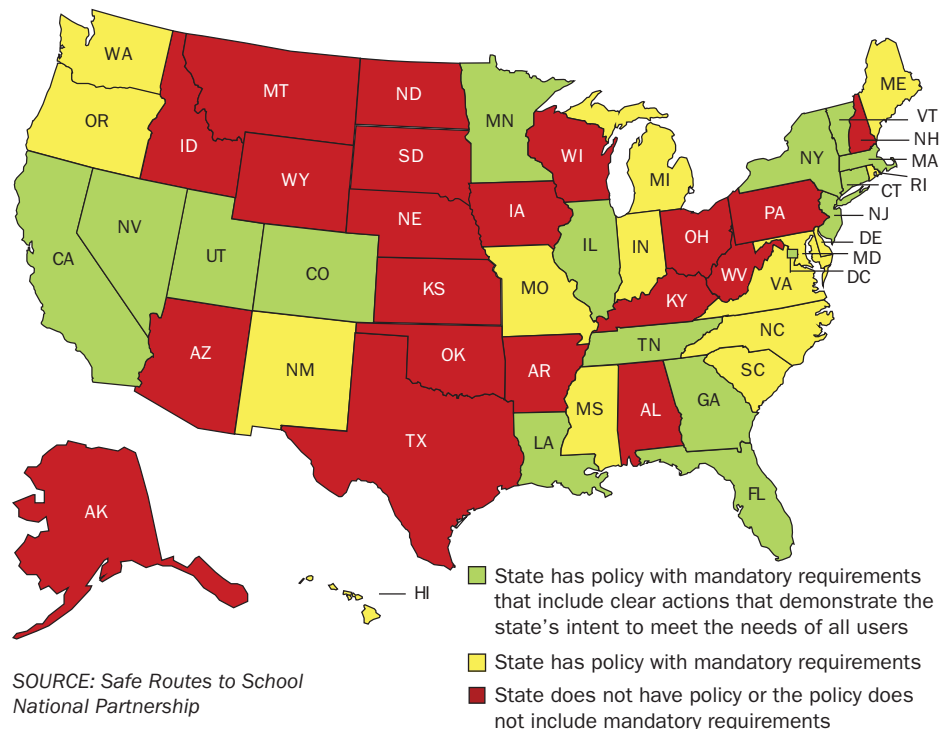 WA
MT
ND
MN
ME
VT
OR
ID
SD
WI
NY
NH
WY
MI
MA
RI
CT
NE
IA
PA
NJ
NV
IL
IN
OH
DE
CA
UT
CO
MD
KS
MO
WV
VA
DC
KY
AZ
NM
OK
AR
TN
NC
SC
MS
AL
GA
TX
LA
FL
AK
HI
State has policy with mandatory requirements
that include clear actions that demonstrate the
state's intent to meet the needs of all users
State has policy with mandatory requirements
State does not have policy or the policy does
not include mandatory requirements
SOURCE: Safe Routes to School
National Partnership